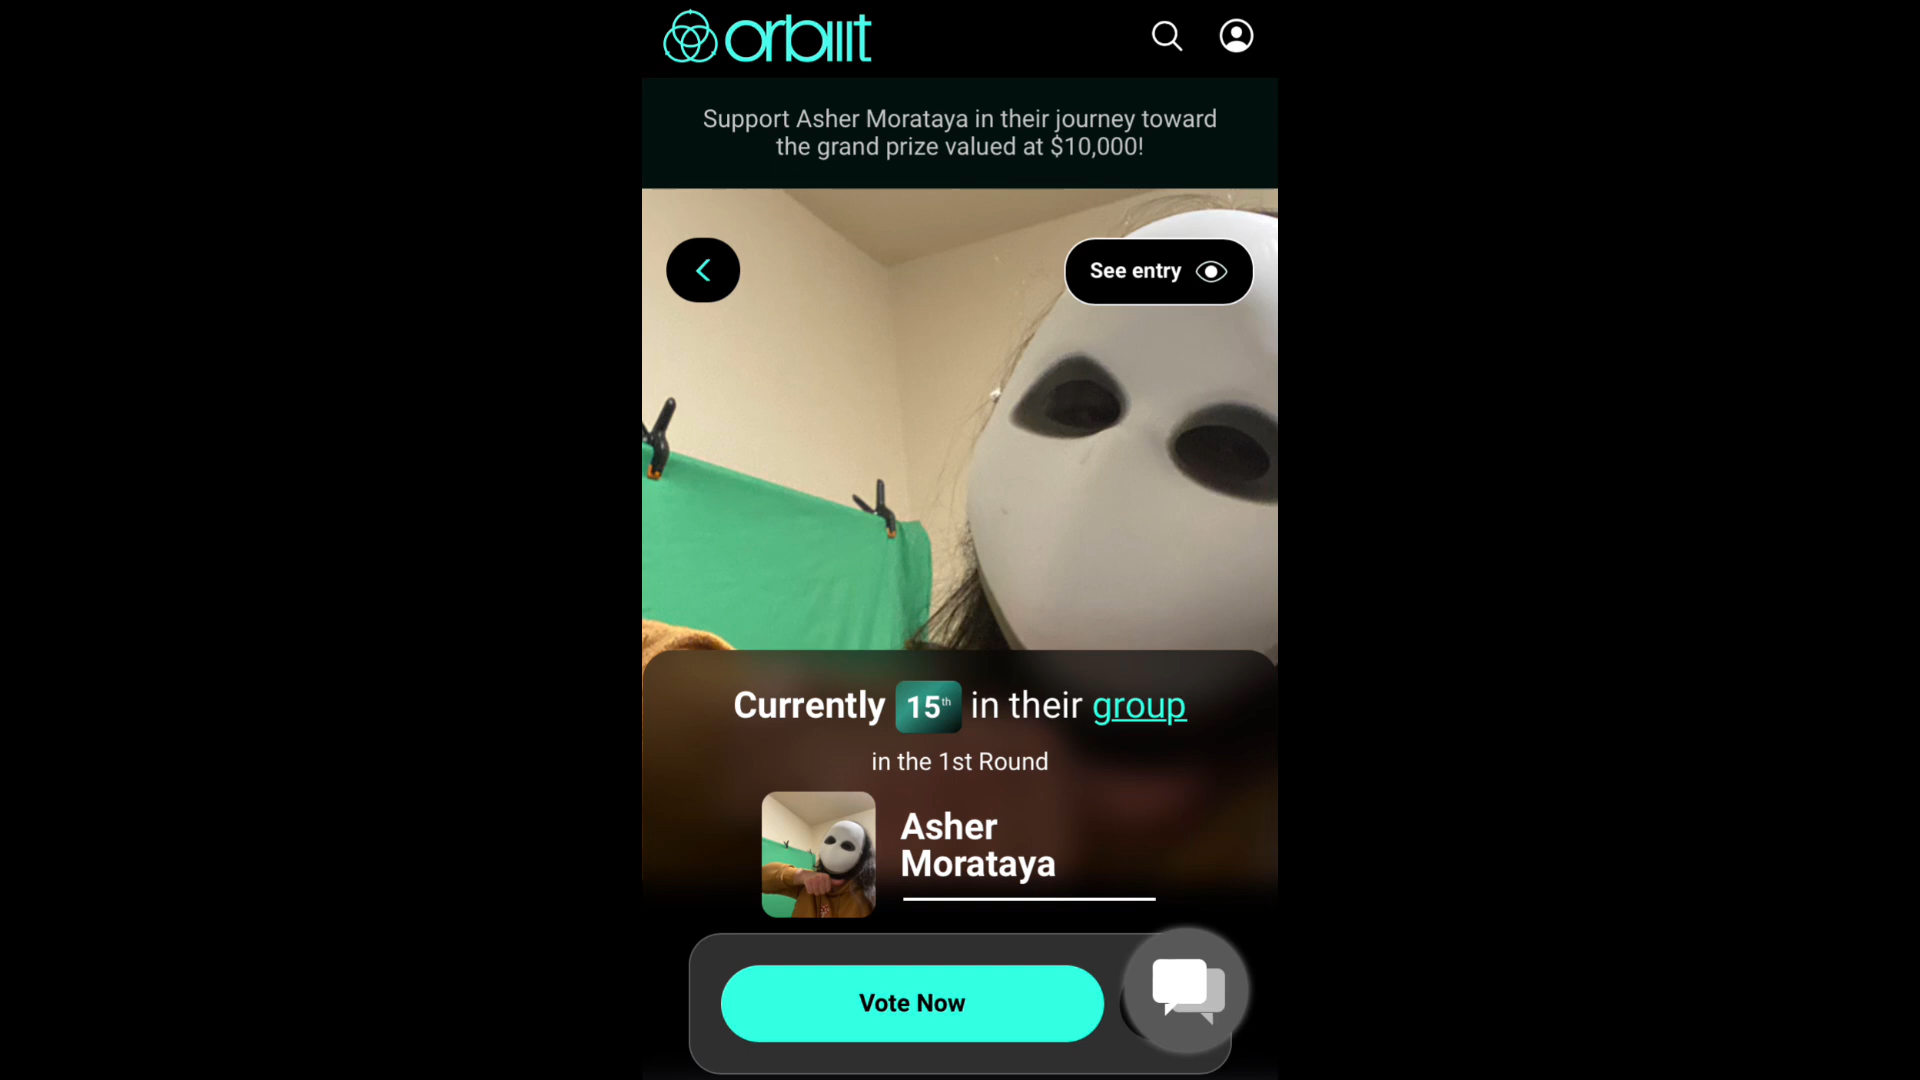 orbiiit
Support Asher Morataya in their journey toward
the grand prize valued at $10,000!
See entry
Currently 15th in their group
in the 1st Round
Asher
Morataya
Vote Now